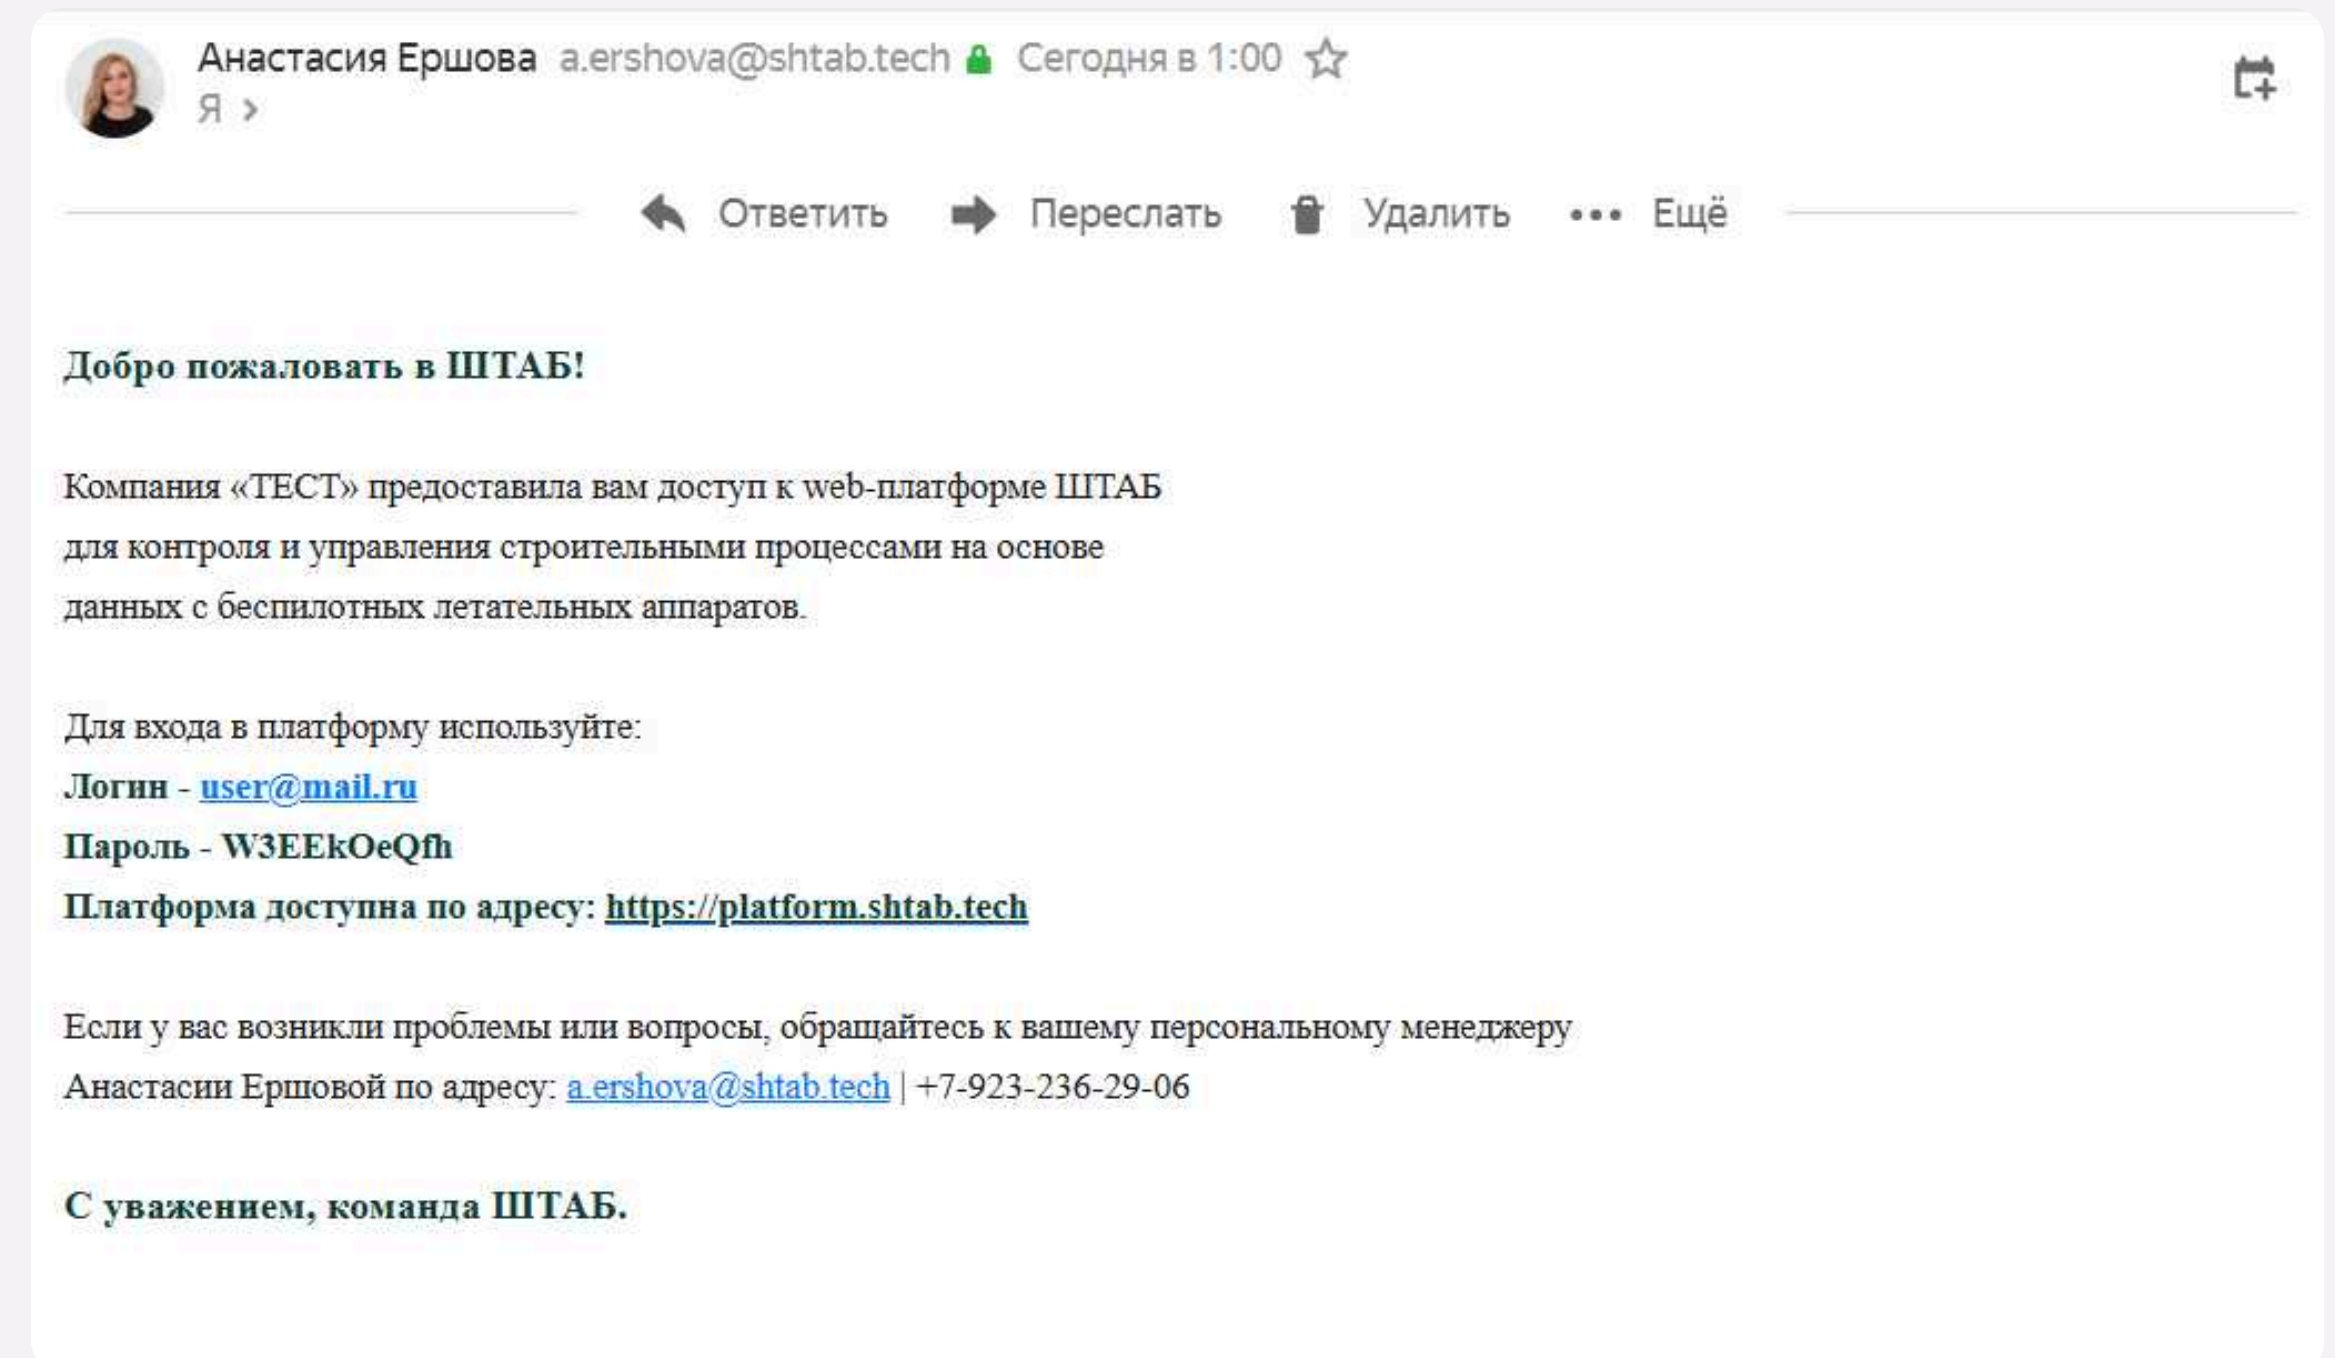 Анастасия Ершова a.ershova@shtab.tech Сегодня в 1:00
Я >
Ответить Переслать Удалить ••• Ещё
Добро пожаловать в ШТАБ!
Компания «ТЕСТ» предоставила вам доступ к web-платформе ШТАБ
для контроля и управления строительными процессами на основе
данных с беспилотных летательных аппаратов.
Для входа в платформу используйте:
Логин - user@mail.ru
Пароль - W3EEkOeQfh
Платформа доступна по адресу: https://platform.shtab.tech
Если у вас возникли проблемы или вопросы, обращайтесь к вашему персональному менеджеру
Анастасии Ершовой по адресу: a.ershova@shtab.tech | +7-923-236-29-06
С уважением, команда ШТАБ.